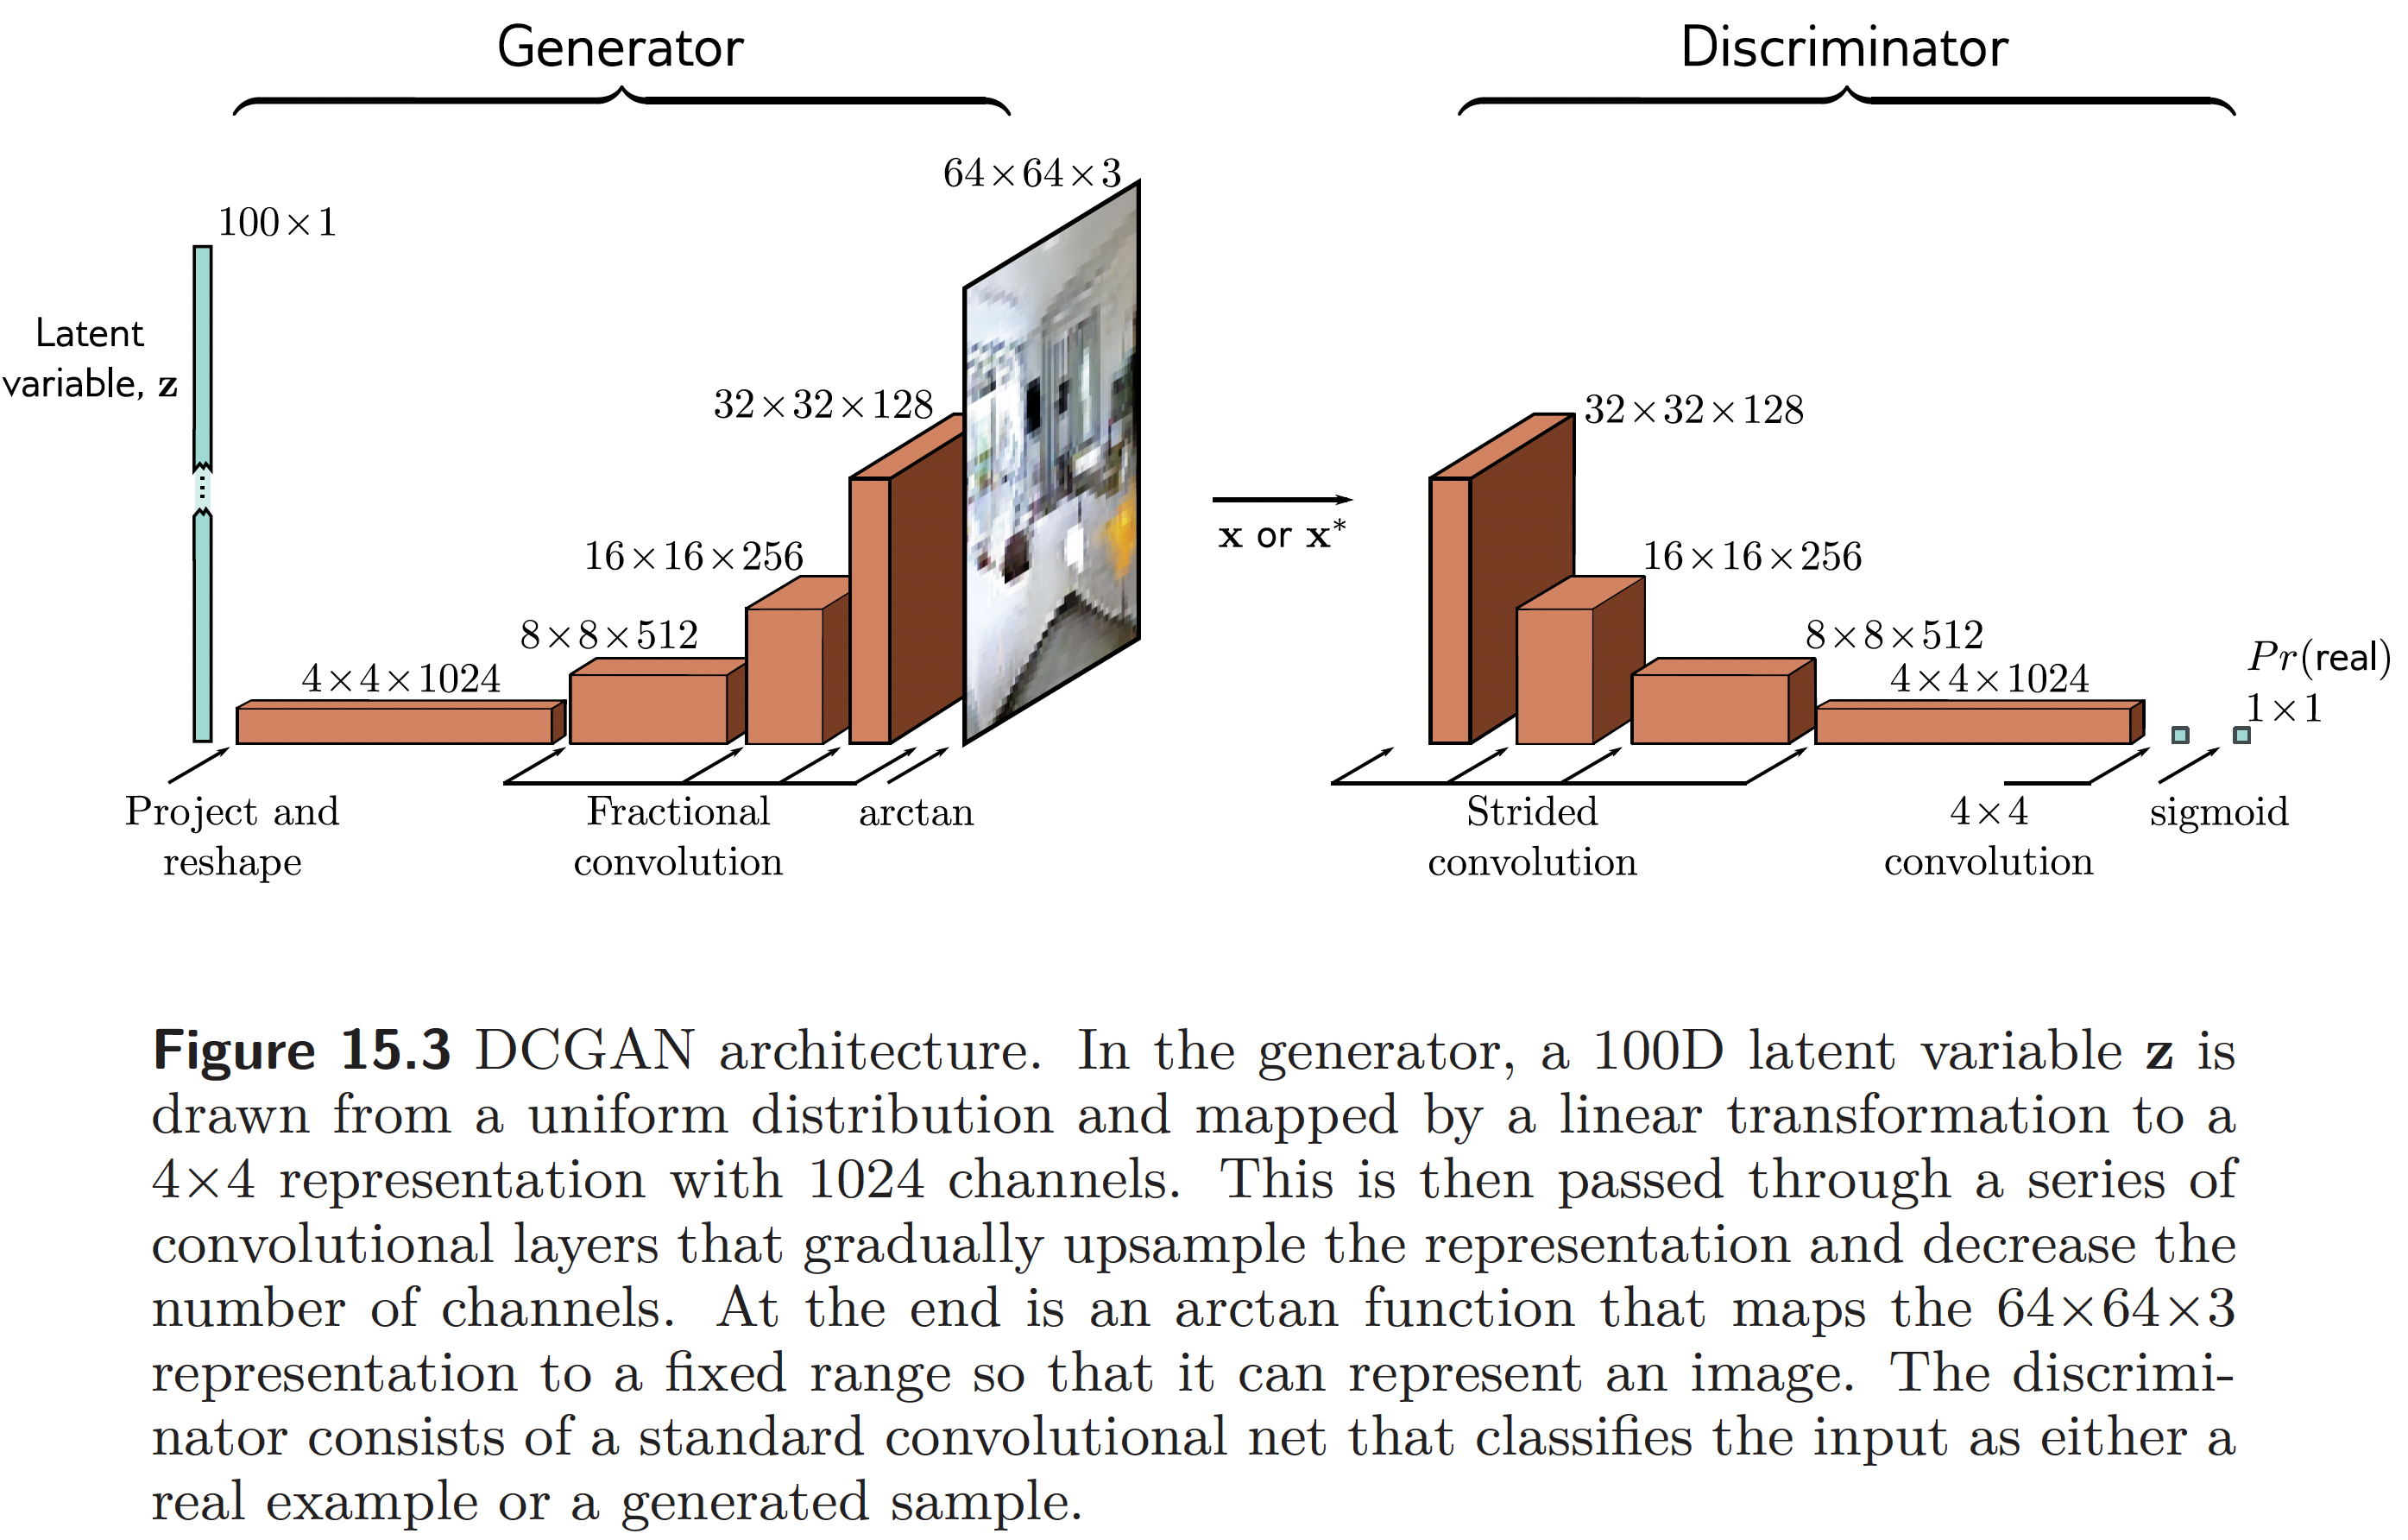 Generator
Discriminator
100×1
Latent
variable, z
4×4×1024
8×8×512
16×16×256
32×32×128
64×64×3
x or x*
32×32×128
16×16×256
8×8×512
4×4×1024
Pr(real)
1×1
Project and
reshape
Fractional
convolution
arctan
Strided
convolution
4×4
convolution
sigmoid
Figure 15.3 DCGAN architecture. In the generator, a 100D latent variable z is
drawn from a uniform distribution and mapped by a linear transformation to a
4×4 representation with 1024 channels. This is then passed through a series of
convolutional layers that gradually upsample the representation and decrease the
number of channels. At the end is an arctan function that maps the 64×64×3
representation to a fixed range so that it can represent an image. The discrimi-
nator consists of a standard convolutional net that classifies the input as either a
real example or a generated sample.